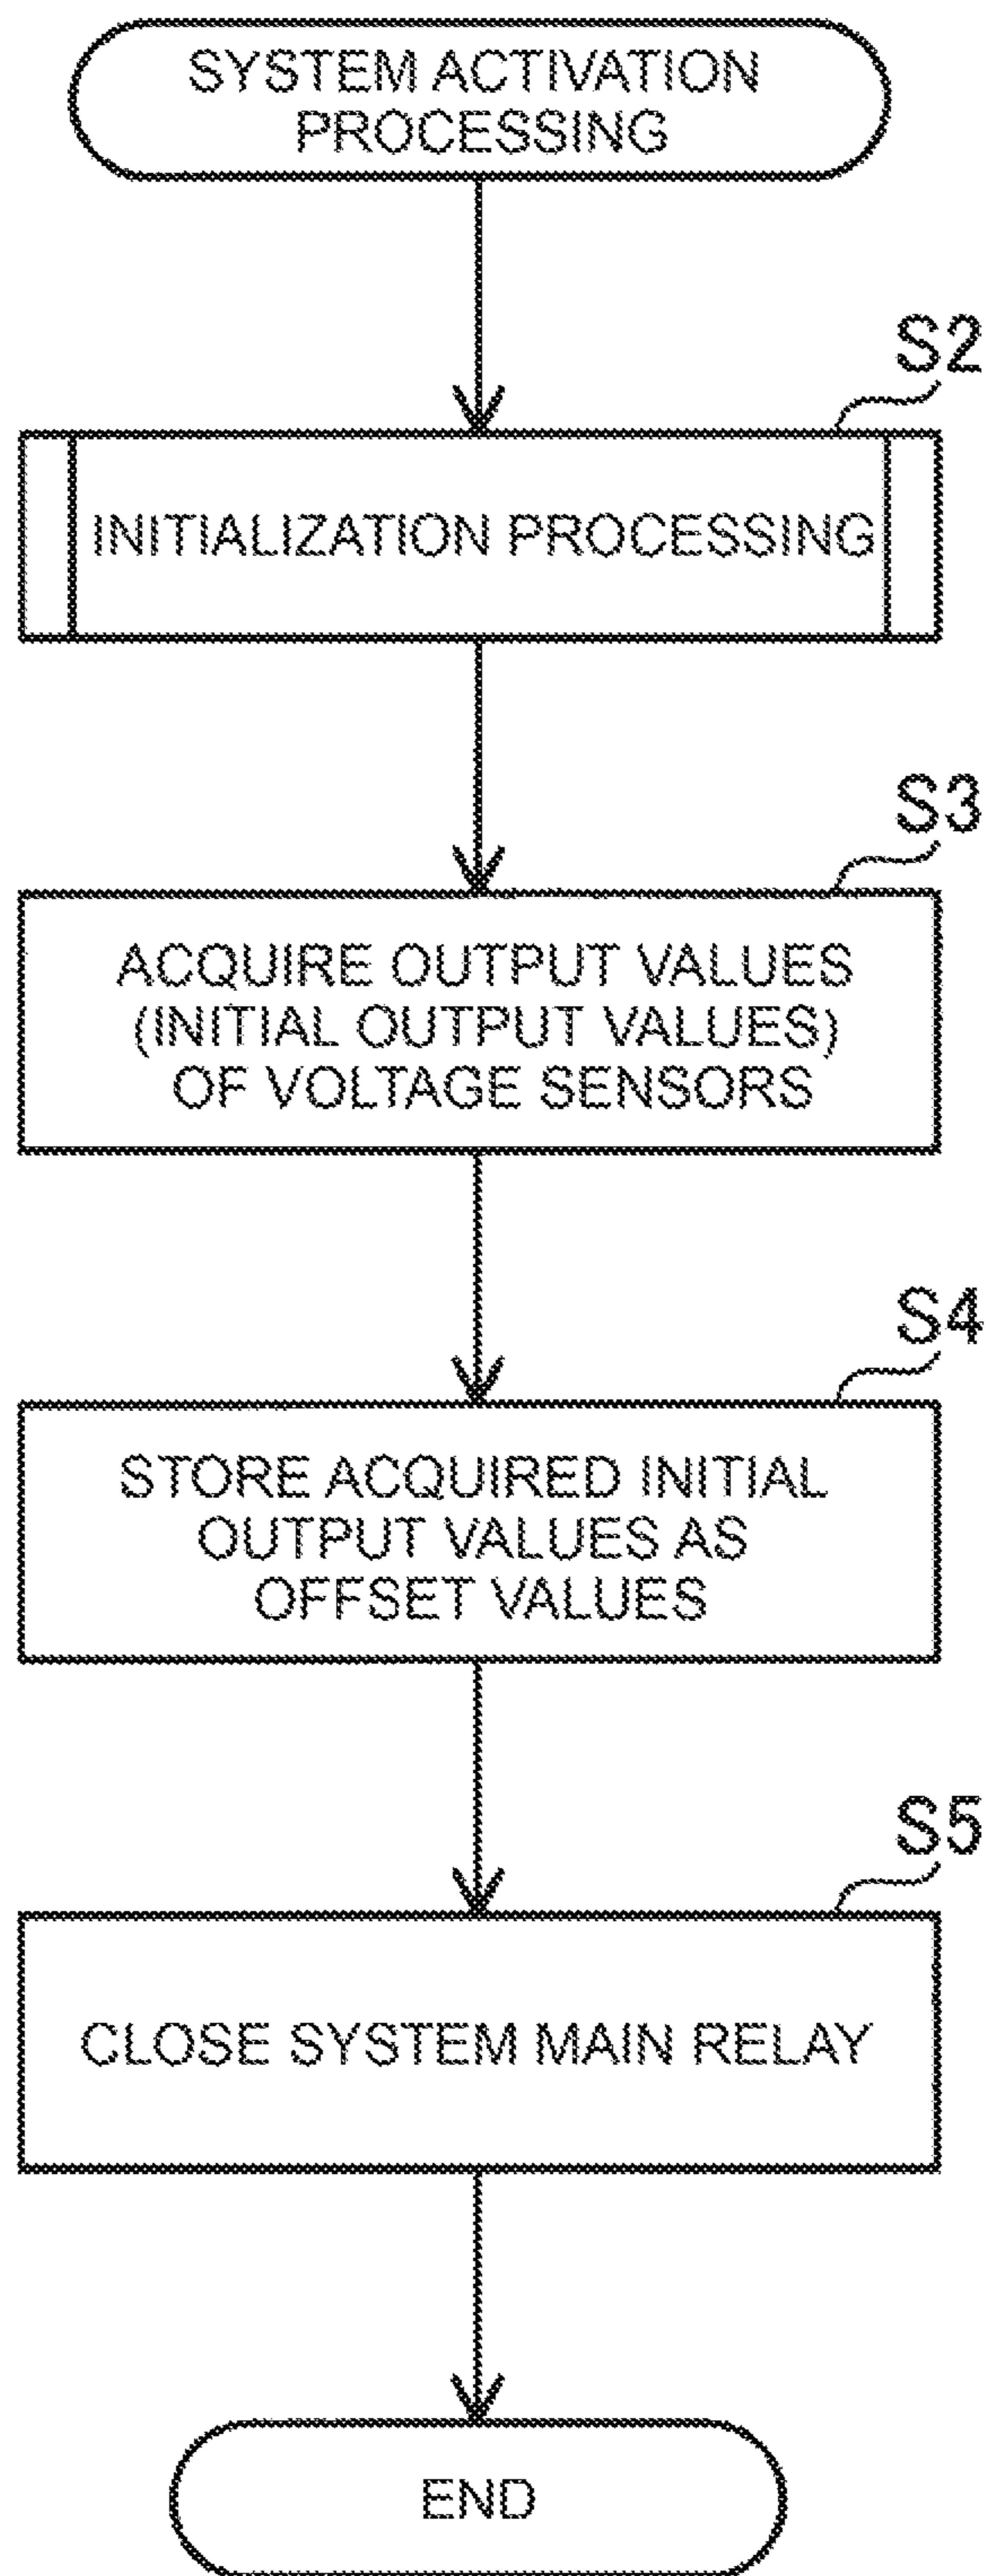 SYSTEM ACTIVATION
PROCESSING
S2
INITIALIZATION PROCESSING
S3
ACQUIRE OUTPUT VALUES
(INITIAL OUTPUT VALUES)
OF VOLTAGE SENSORS
S4
STORE ACQUIRED INITIAL
OUTPUT VALUES AS
OFFSET VALUES
S5
CLOSE SYSTEM MAIN RELAY
END